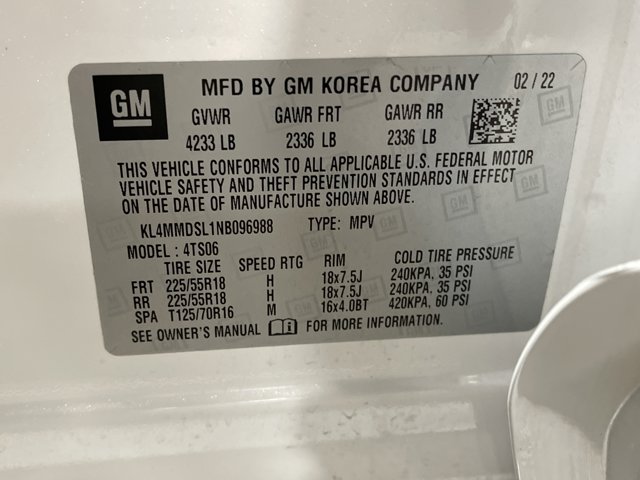 GM MFD BY GM KOREA COMPANY 02 / 22
GVWR GAWR FRT GAWR RR
4233 LB 2336 LB 2336 LB
THIS VEHICLE CONFORMS TO ALL APPLICABLE U.S. FEDERAL MOTOR
VEHICLE SAFETY AND THEFT PREVENTION STANDARDS IN EFFECT
ON THE DATE OF MANUFACTURE SHOWN ABOVE.
KL4MMDSL1NB096988 TYPE: MPV
MODEL : 4TS06
TIRE SIZE SPEED RTG RIM COLD TIRE PRESSURE
FRT 225/55R18 H 18x7.5J 240KPA, 35 PSI
RR 225/55R18 H 18x7.5J 240KPA, 35 PSI
SPA T125/70R16 M 16x4.0BT 420KPA, 60 PSI
SEE OWNER'S MANUAL FOR MORE INFORMATION.